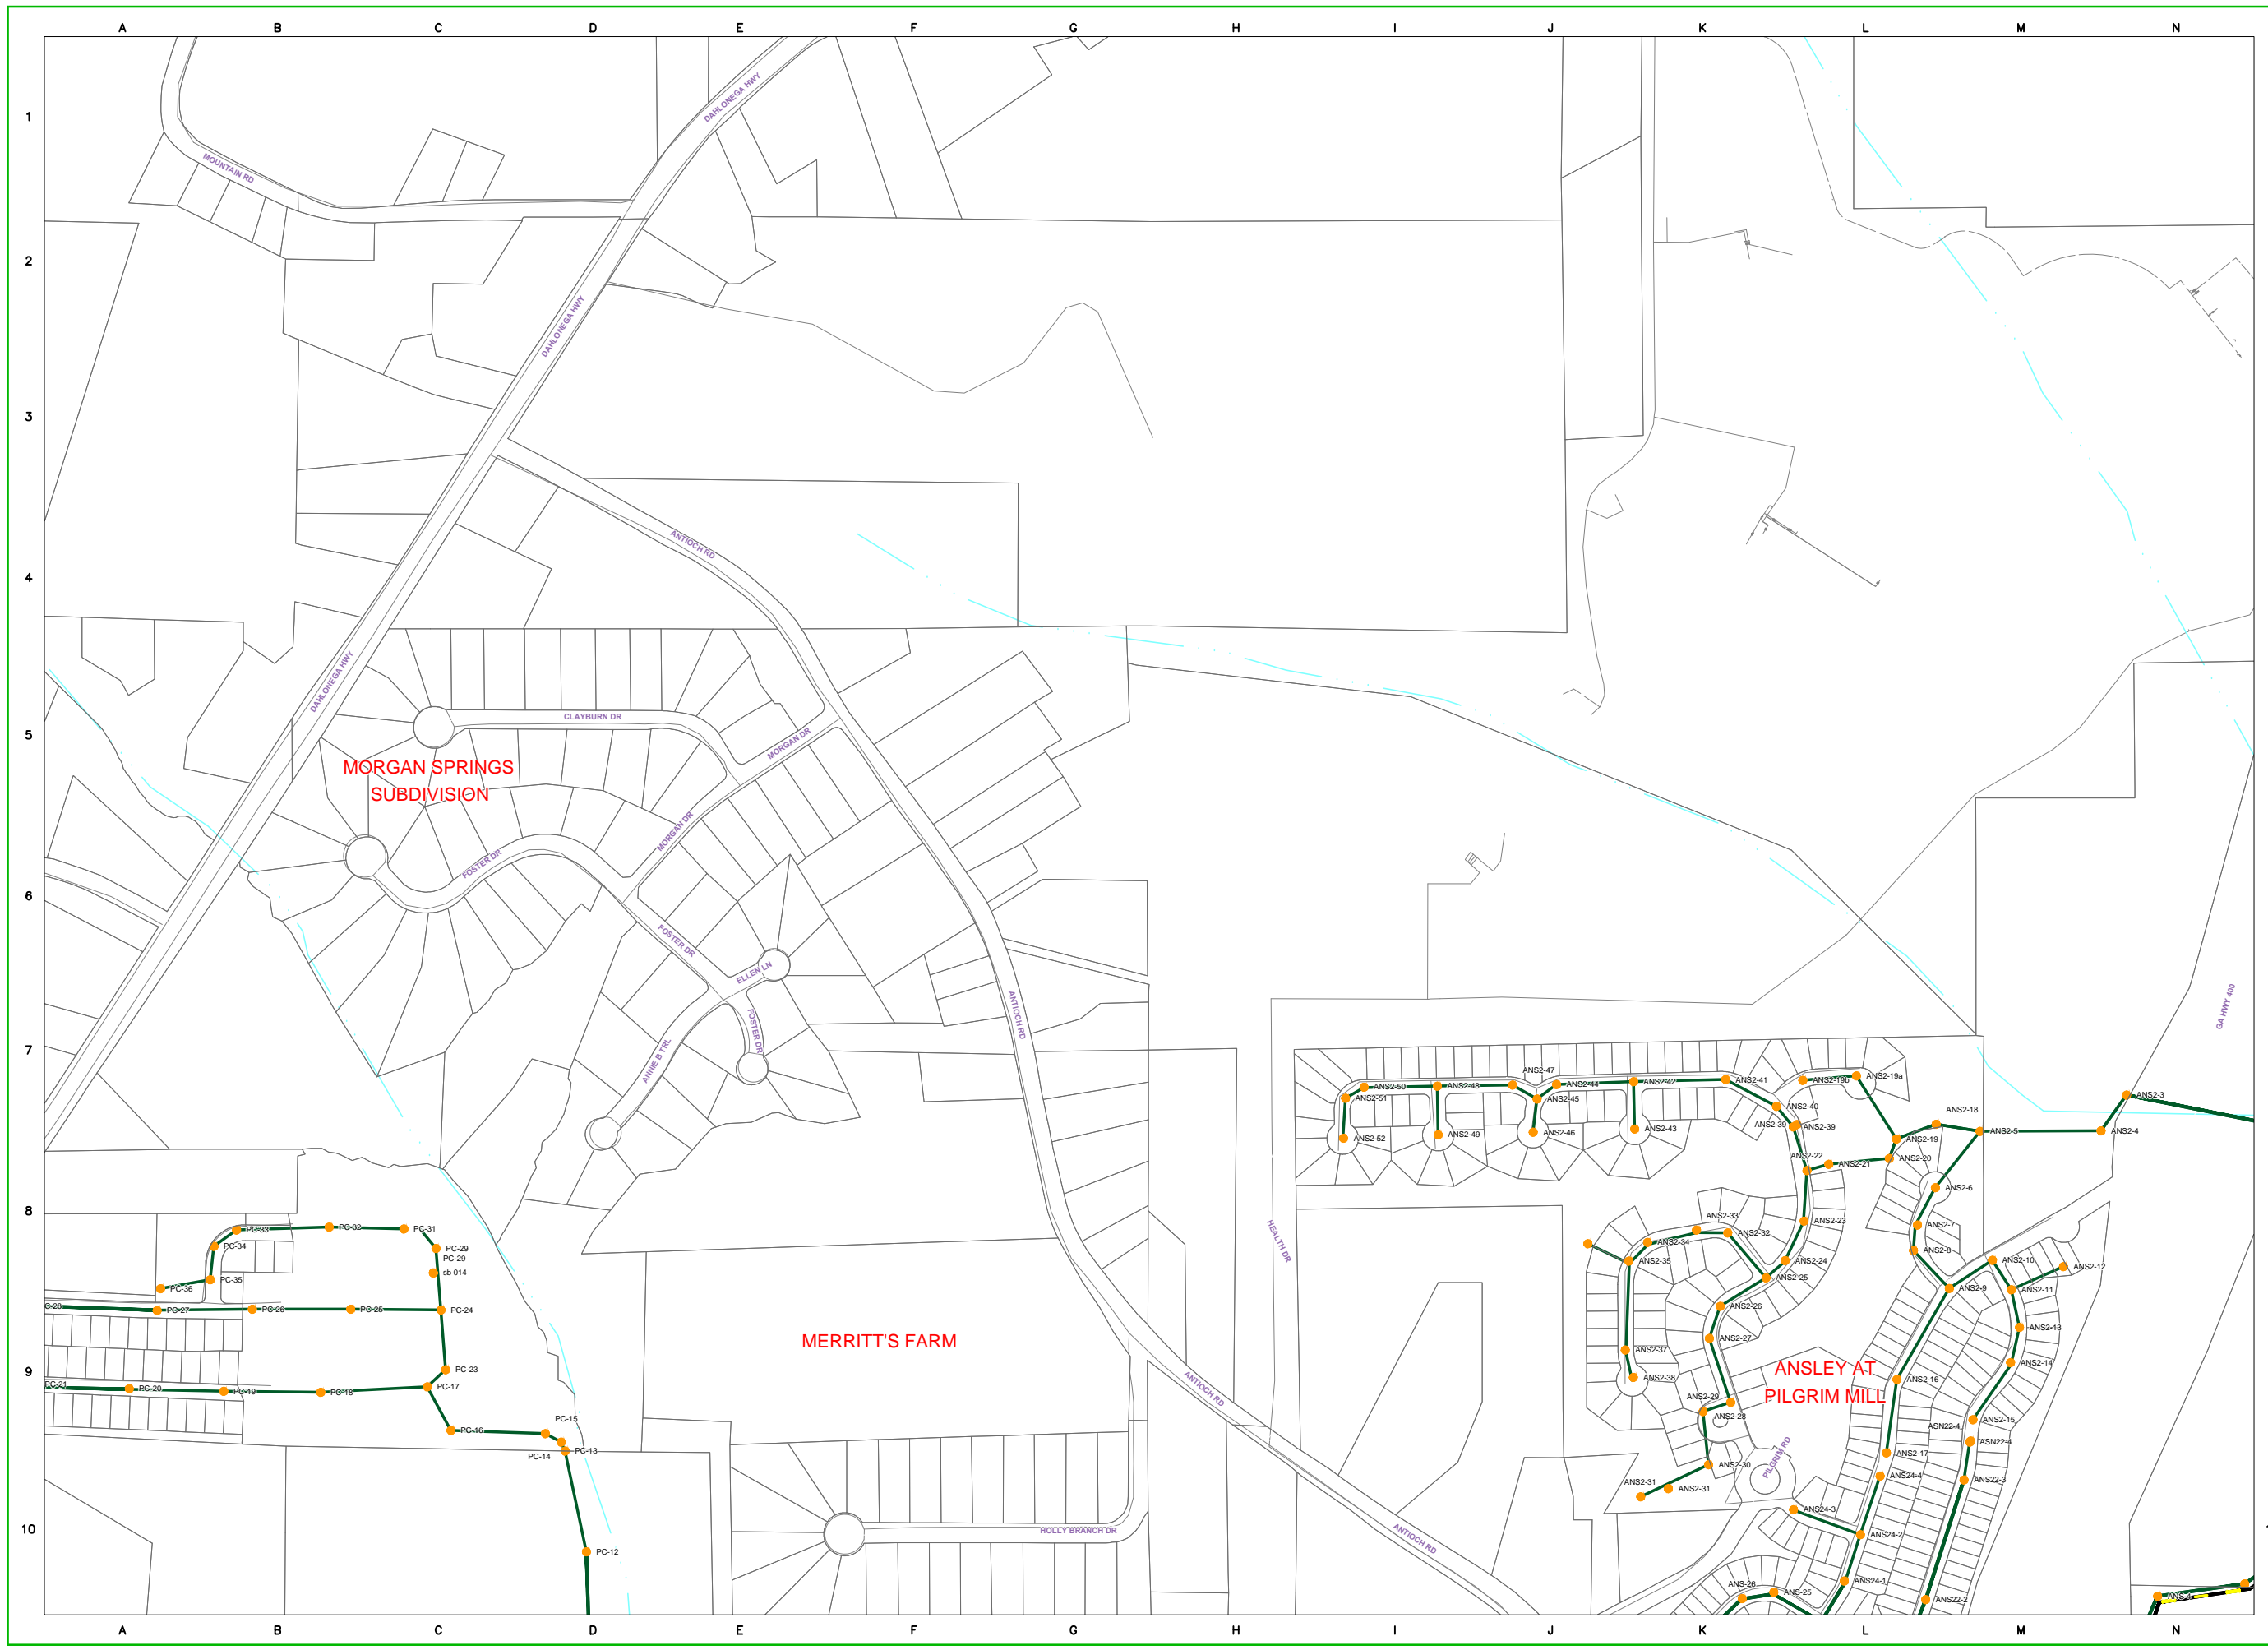 A B C D E F G H I J K L M N
1
2
3
4
5
6
7
8
9
10
DAHLONEGA HWY
MOUNTAIN RD
DAHLONEGA HWY
ANTIOCH RD
DAHLONEGA HWY
CLAYBURN DR
MORGAN DR
MORGAN SPRINGS
SUBDIVISION
MORGAN DR
FOSTER DR
FOSTER DR
ELLEN LN
FOSTER DR
ANNIE B TRL
ANTIOCH RD
GA HWY 400
ANS2-47
ANS2-50
ANS2-48
ANS2-44
ANS2-42
ANS2-41
ANS2-19b
ANS2-19a
ANS2-3
ANS2-51
ANS2-45
ANS2-40
ANS2-18
ANS2-39
ANS2-39
ANS2-52
ANS2-49
ANS2-46
ANS2-43
ANS2-19
ANS2-5
ANS2-4
ANS2-22
ANS2-21
ANS2-20
ANS2-6
PC-33
PC-32
PC-31
ANS2-33
ANS2-32
ANS2-23
ANS2-7
PC-34
PC-29
PC-29
HEALTH DR
ANS2-34
ANS2-8
PC-36
PC-35
sb 014
ANS2-35
ANS2-24
ANS2-25
ANS2-10
ANS2-12
ANS2-9
ANS2-11
C-28
PC-27
PC-26
PC-25
PC-24
ANS2-26
ANS2-13
MERRITT'S FARM
ANS2-27
ANS2-37
ANS2-14
PC-23
ANSLEY AT
PILGRIM MILL
ANS2-38
ANS2-16
PC-21
PC-20
PC-19
PC-18
PC-17
ANTIOCH RD
ANS2-29
ANS2-28
ANS2-15
ASN22-4
ASN22-4
PC-16
PC-15
PC-14
PC-13
ANS2-17
PILGRIM RD
ANS2-30
ANS24-4
ANS22-3
ANS2-31
ANS2-31
ANS24-3
HOLLY BRANCH DR
ANTIOCH RD
ANS24-2
PC-12
ANS24-1
ANS-26
ANS-25
ANS22-2
A B C D E F G H I J K L M N